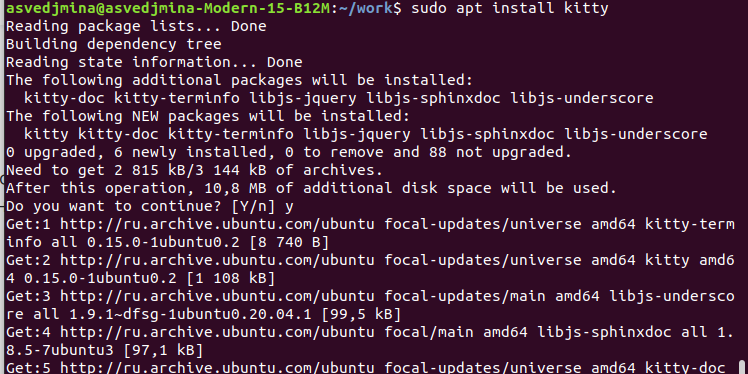 asvedjmina@asvedjmina-Modern-15-B12M:~/work$ sudo apt install kitty
Reading package lists... Done
Building dependency tree
Reading state information... Done
The following additional packages will be installed:
  kitty-doc kitty-terminfo libjs-jquery libjs-sphinxdoc libjs-underscore
The following NEW packages will be installed:
  kitty kitty-doc kitty-terminfo libjs-jquery libjs-sphinxdoc libjs-underscore
0 upgraded, 6 newly installed, 0 to remove and 88 not upgraded.
Need to get 2 815 kB/3 144 kB of archives.
After this operation, 10,8 MB of additional disk space will be used.
Do you want to continue? [Y/n] y
Get:1 http://ru.archive.ubuntu.com/ubuntu focal-updates/universe amd64 kitty-term
info all 0.15.0-1ubuntu0.2 [8 740 B]
Get:2 http://ru.archive.ubuntu.com/ubuntu focal-updates/universe amd64 kitty amd6
4 0.15.0-1ubuntu0.2 [1 108 kB]
Get:3 http://ru.archive.ubuntu.com/ubuntu focal-updates/main amd64 libjs-undersco
re all 1.9.1~dfsg-1ubuntu0.20.04.1 [99,5 kB]
Get:4 http://ru.archive.ubuntu.com/ubuntu focal/main amd64 libjs-sphinxdoc all 1.
8.5-7ubuntu3 [97,1 kB]
Get:5 http://ru.archive.ubuntu.com/ubuntu focal-updates/universe amd64 kitty-doc